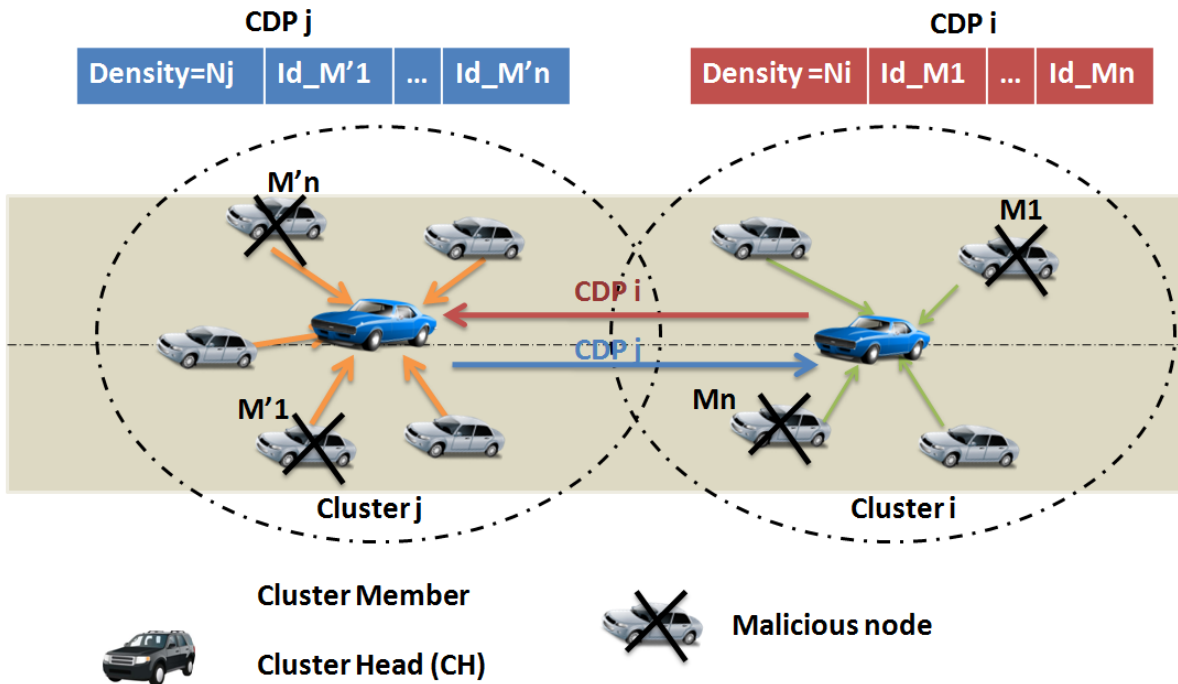 CDP j
CDP i
Density=Nj Id_M'1 ... Id_M'n
Density =Ni Id_M1 ... Id_Mn
M'n
M1
CDP i
CDP j
M'1
Mn
Cluster j
Cluster i
Cluster Member
Malicious node
Cluster Head (CH)